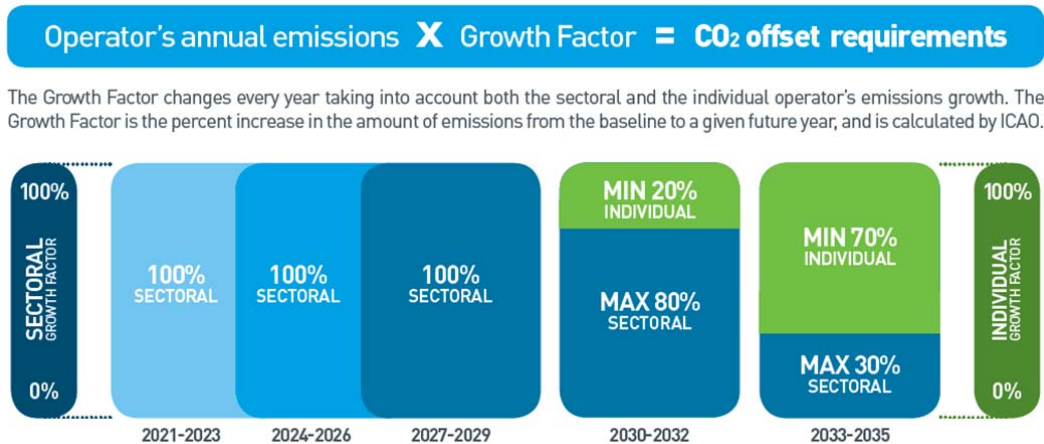 Operator's annual emissions X Growth Factor = CO₂ offset requirements
The Growth Factor changes every year taking into account both the sectoral and the individual operator's emissions growth. The
Growth Factor is the percent increase in the amount of emissions from the baseline to a given future year, and is calculated by ICAO.
100%
SECTORAL
GROWTH FACTOR
0%
100%
SECTORAL
2021-2023
100%
SECTORAL
2024-2026
100%
SECTORAL
2027-2029
MIN 20%
INDIVIDUAL
MAX 80%
SECTORAL
2030-2032
MIN 70%
INDIVIDUAL
MAX 30%
SECTORAL
2033-2035
100%
INDIVIDUAL
GROWTH FACTOR
0%